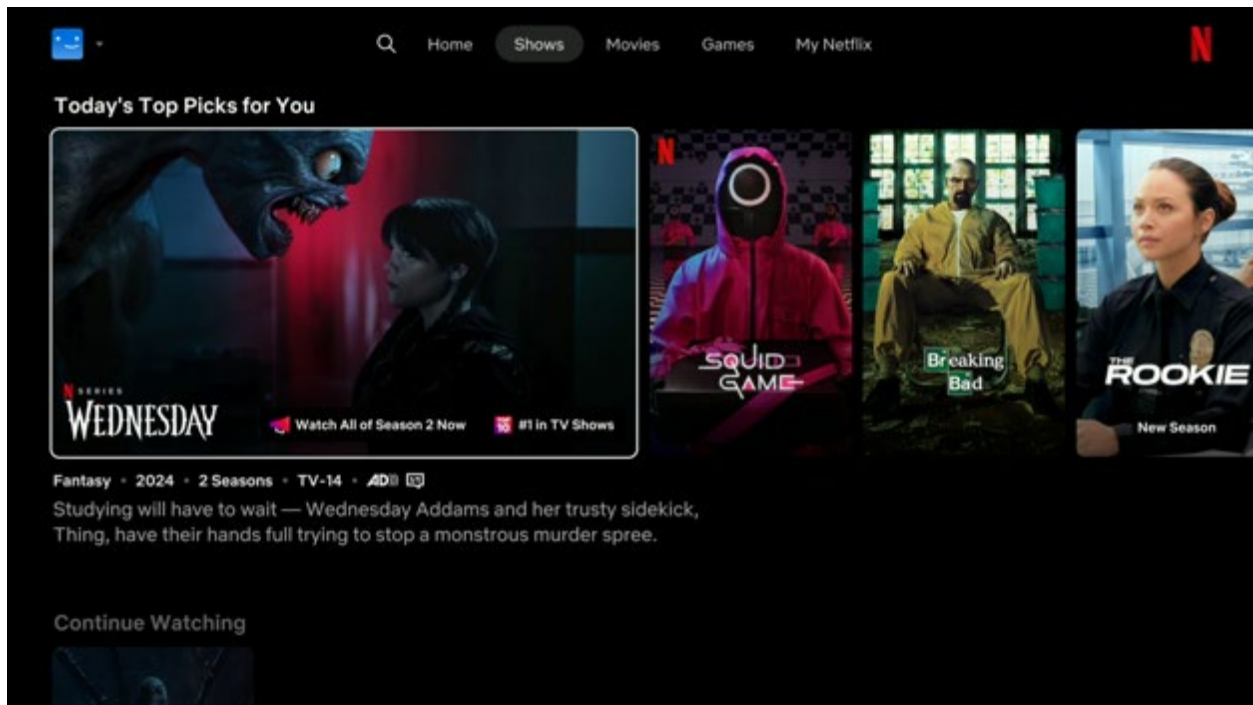 Home Shows Movies Games My Netflix
N
Today's Top Picks for You
N
SQUID
GAME
Breaking
Bad
THE
ROOKIE
New Season
N SERIES
WEDNESDAY
Watch All of Season 2 Now
TOP
10
#1 in TV Shows
Fantasy • 2024 • 2 Seasons • TV-14 • AD
Studying will have to wait — Wednesday Addams and her trusty sidekick,
Thing, have their hands full trying to stop a monstrous murder spree.
Continue Watching